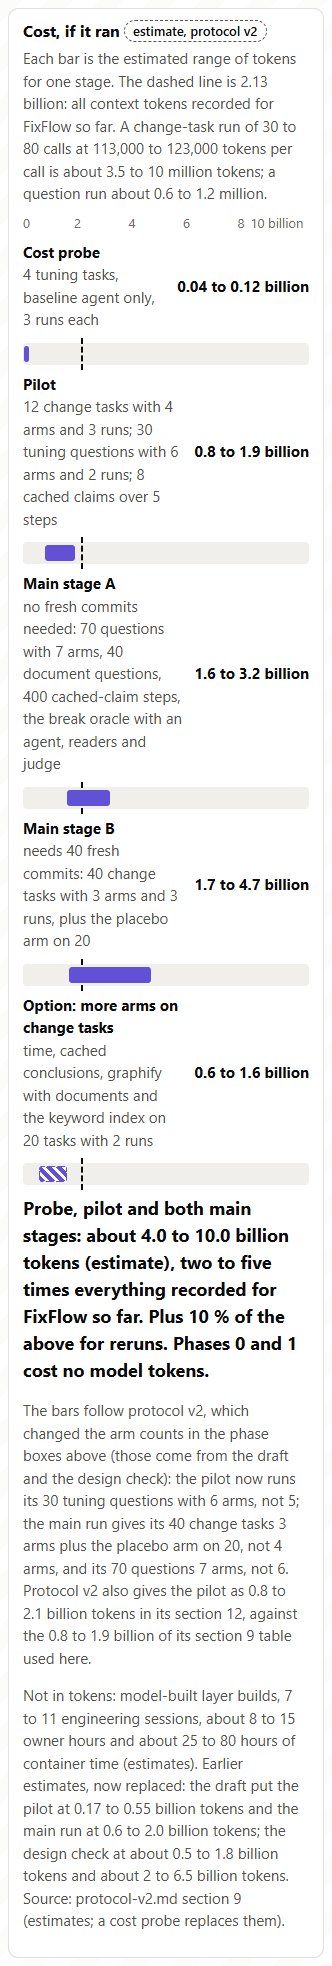 Cost, if it ran estimate, protocol v2
Each bar is the estimated range of tokens
for one stage. The dashed line is 2.13
billion: all context tokens recorded for
FixFlow so far. A change-task run of 30 to
80 calls at 113,000 to 123,000 tokens per
call is about 3.5 to 10 million tokens; a
question run about 0.6 to 1.2 million.
0 2 4 6 8 10 billion
Cost probe
4 tuning tasks,
baseline agent only,
3 runs each
0.04 to 0.12 billion
Pilot
12 change tasks with 4
arms and 3 runs; 30
tuning questions with 6
arms and 2 runs; 8
cached claims over 5
steps
0.8 to 1.9 billion
Main stage A
no fresh commits
needed: 70 questions
with 7 arms, 40
document questions,
400 cached-claim steps,
the break oracle with an
agent, readers and
judge
1.6 to 3.2 billion
Main stage B
needs 40 fresh
commits: 40 change
tasks with 3 arms and 3
runs, plus the placebo
arm on 20
1.7 to 4.7 billion
Option: more arms on
change tasks
time, cached
conclusions, graphify
with documents and
the keyword index on
20 tasks with 2 runs
0.6 to 1.6 billion
Probe, pilot and both main
stages: about 4.0 to 10.0 billion
tokens (estimate), two to five
times everything recorded for
FixFlow so far. Plus 10 % of the
above for reruns. Phases 0 and 1
cost no model tokens.
The bars follow protocol v2, which
changed the arm counts in the phase
boxes above (those come from the draft
and the design check): the pilot now runs
its 30 tuning questions with 6 arms, not 5;
the main run gives its 40 change tasks 3
arms plus the placebo arm on 20, not 4
arms, and its 70 questions 7 arms, not 6.
Protocol v2 also gives the pilot as 0.8 to
2.1 billion tokens in its section 12, against
the 0.8 to 1.9 billion of its section 9 table
used here.
Not in tokens: model-built layer builds, 7
to 11 engineering sessions, about 8 to 15
owner hours and about 25 to 80 hours of
container time (estimates). Earlier
estimates, now replaced: the draft put the
pilot at 0.17 to 0.55 billion tokens and the
main run at 0.6 to 2.0 billion tokens; the
design check at about 0.5 to 1.8 billion
tokens and about 2 to 6.5 billion tokens.
Source: protocol-v2.md section 9
(estimates; a cost probe replaces them).